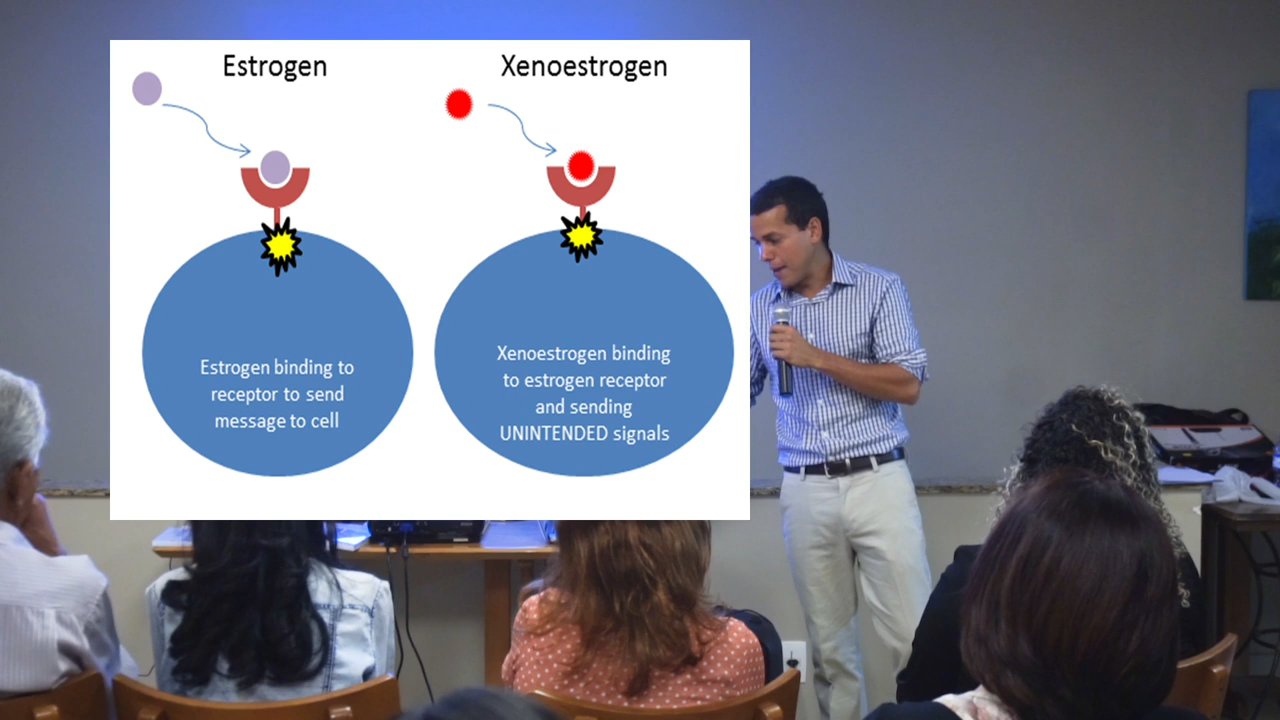 Estrogen
Xenoestrogen
Estrogen binding to
receptor to send
message to cell
Xenoestrogen binding
to estrogen receptor
and sending
UNINTENDED signals